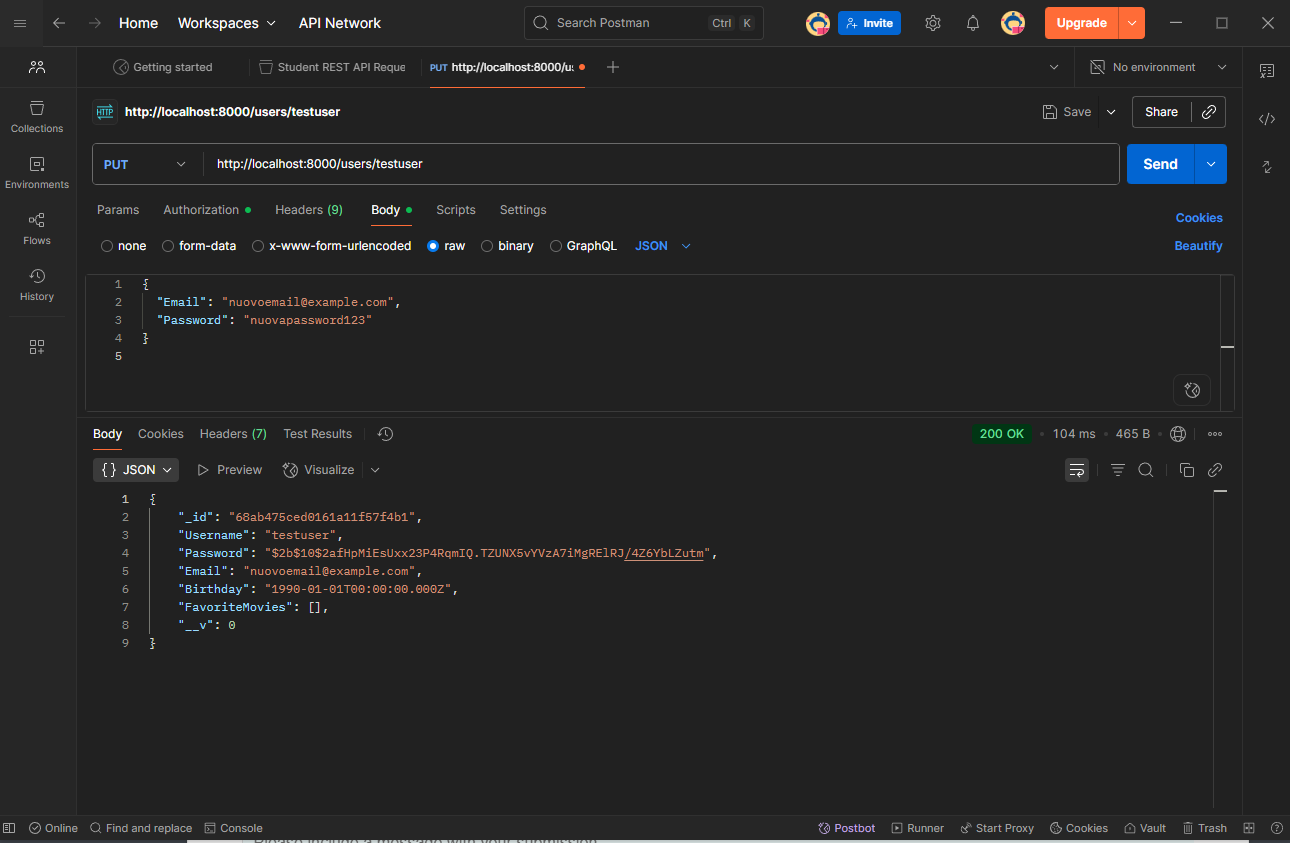 Home Workspaces API Network Search Postman Ctrl K Invite Upgrade
Getting started Student REST API Reque PUT http://localhost:8000/u: No environment
HTTP http://localhost:8000/users/testuser Save Share
Collections
Environments
Flows
History
PUT http://localhost:8000/users/testuser Send
Params Authorization Headers (9) Body Scripts Settings Cookies
none form-data x-www-form-urlencoded raw binary GraphQL JSON Beautify
1 {
2 "Email": "nuovoemail@example.com",
3 "Password": "nuovapassword123"
4 }
5
Body Cookies Headers (7) Test Results 200 OK 104 ms 465 B
{} JSON Preview Visualize
1 {
2 "_id": "68ab475ced0161a11f57f4b1",
3 "Username": "testuser",
4 "Password": "$2b$10$2afHpMiEsUxx23P4RqmIQ.TZUNX5vYVzA7iMgRElRJ/4Z6YbLZutm",
5 "Email": "nuovoemail@example.com",
6 "Birthday": "1990-01-01T00:00:00.000Z",
7 "FavoriteMovies": [],
8 "__v": 0
9 }
Online Find and replace Console Postbot Runner Start Proxy Cookies Vault Trash